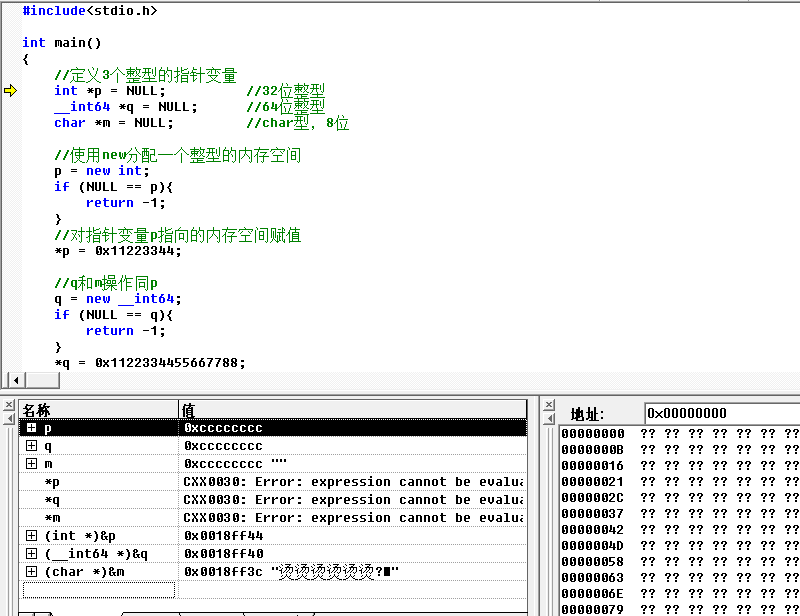 #include<stdio.h>
int main()
{
//定义3个整型的指针变量
int *p = NULL; //32位整型
__int64 *q = NULL; //64位整型
char *m = NULL; //char型，8位
//使用new分配一个整型的内存空间
p = new int;
if (NULL == p){
return -1;
}
//对指针变量p指向的内存空间赋值
*p = 0x11223344;
//q和m操作同p
q = new __int64;
if (NULL == q){
return -1;
}
*q = 0x1122334455667788;
名称 值
p 0xcccccccc
q 0xcccccccc
m 0xcccccccc ""
*p CXX0030: Error: expression cannot be evalua
*q CXX0030: Error: expression cannot be evalua
*m CXX0030: Error: expression cannot be evalua
(int *)&p 0x0018ff44
(__int64 *)&q 0x0018ff40
(char *)&m 0x0018ff3c "烫烫烫烫烫烫?■"
地址: 0x00000000
00000000 ?? ?? ?? ?? ?? ?? ??
0000000B ?? ?? ?? ?? ?? ?? ??
00000016 ?? ?? ?? ?? ?? ?? ??
00000021 ?? ?? ?? ?? ?? ?? ??
0000002C ?? ?? ?? ?? ?? ?? ??
00000037 ?? ?? ?? ?? ?? ?? ??
00000042 ?? ?? ?? ?? ?? ?? ??
0000004D ?? ?? ?? ?? ?? ?? ??
00000058 ?? ?? ?? ?? ?? ?? ??
00000063 ?? ?? ?? ?? ?? ?? ??
0000006E ?? ?? ?? ?? ?? ?? ??
00000079 ?? ?? ?? ?? ?? ?? ??